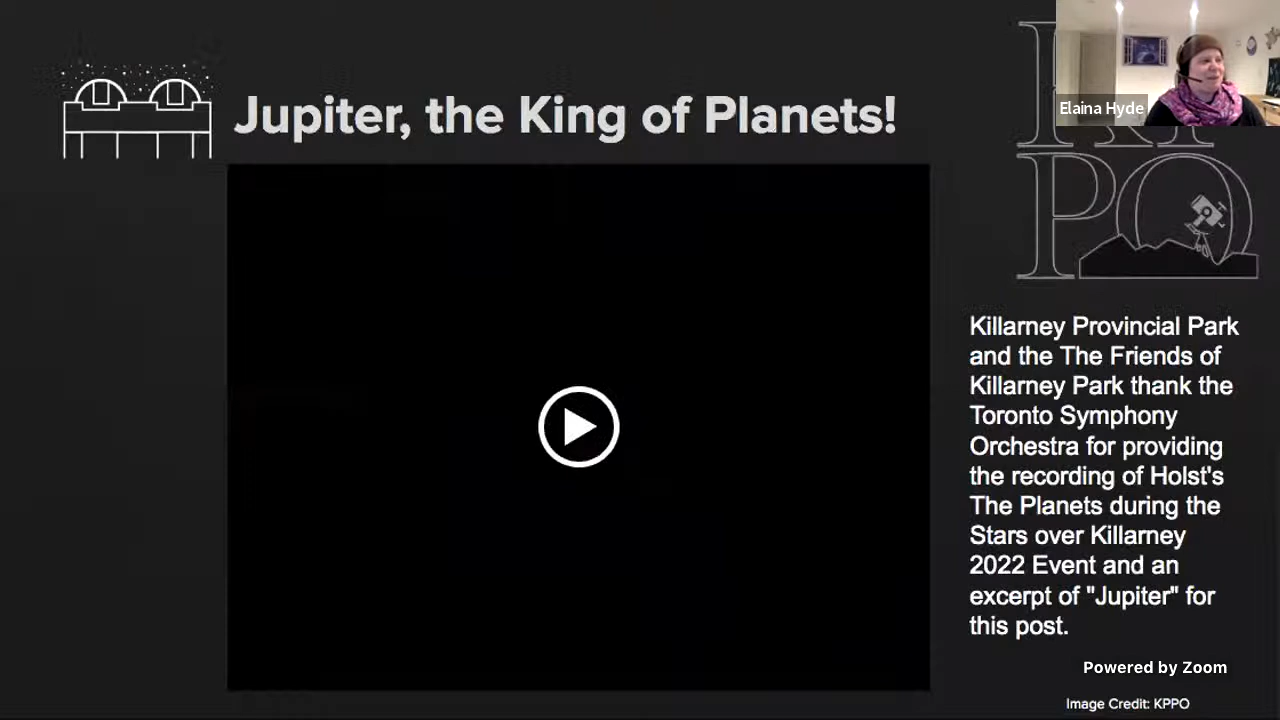 Jupiter, the King of Planets!
Elaina Hyde
PO
Killarney Provincial Park
and the The Friends of
Killarney Park thank the
Toronto Symphony
Orchestra for providing
the recording of Holst's
The Planets during the
Stars over Killarney
2022 Event and an
excerpt of "Jupiter" for
this post.
Powered by Zoom
Image Credit: KPPO